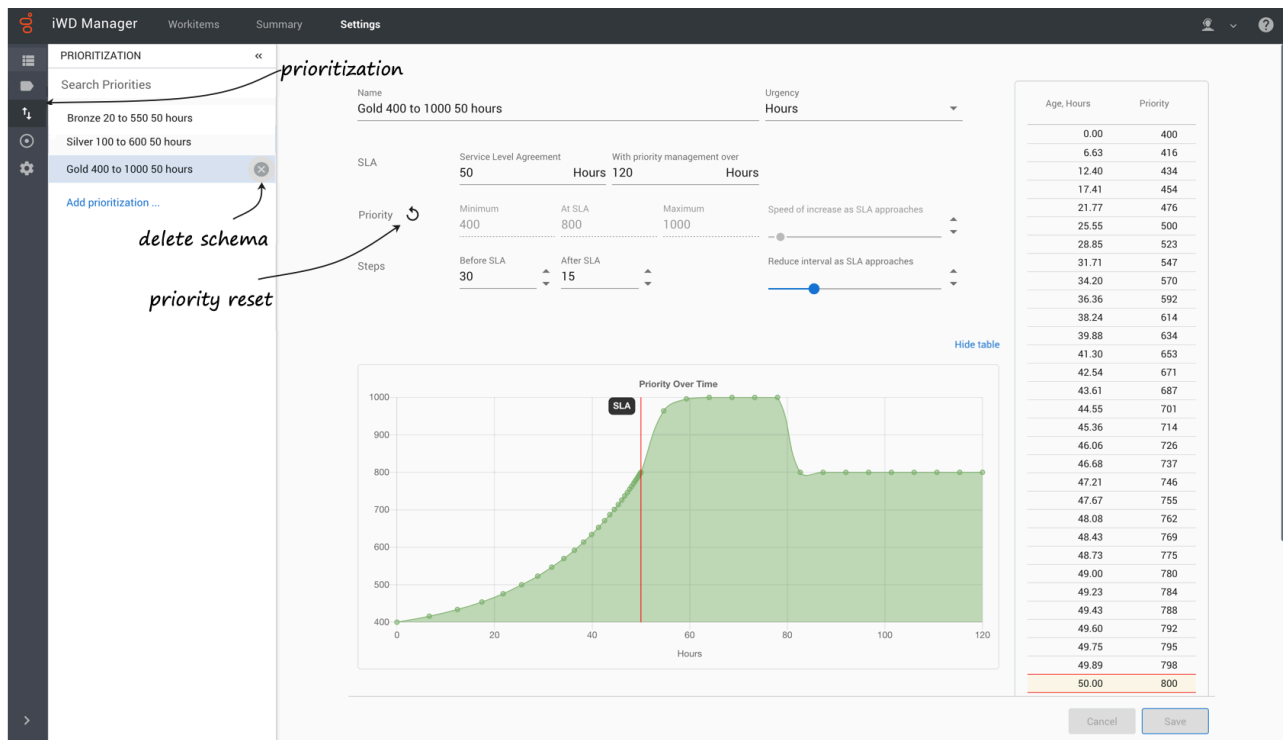 iWD Manager Workitems Summary Settings
PRIORITIZATION «
Search Priorities
prioritization
Bronze 20 to 550 50 hours
Silver 100 to 600 50 hours
Gold 400 to 1000 50 hours
Add prioritization ...
delete schema
priority reset
Name
Gold 400 to 1000 50 hours
Urgency
Hours
SLA
Service Level Agreement
50 Hours
With priority management over
120 Hours
Priority
Minimum
400
At SLA
800
Maximum
1000
Speed of increase as SLA approaches
Steps
Before SLA
30
After SLA
15
Reduce interval as SLA approaches
Hide table
Priority Over Time
SLA
1000
900
800
700
600
500
400
0 20 40 60 80 100 120
Hours
Age, Hours Priority
0.00 400
6.63 416
12.40 434
17.41 454
21.77 476
25.55 500
28.85 523
31.71 547
34.20 570
36.36 592
38.24 614
39.88 634
41.30 653
42.54 671
43.61 687
44.55 701
45.36 714
46.06 726
46.68 737
47.21 746
47.67 755
48.08 762
48.43 769
48.73 775
49.00 780
49.23 784
49.43 788
49.60 792
49.75 795
49.89 798
50.00 800
Cancel Save